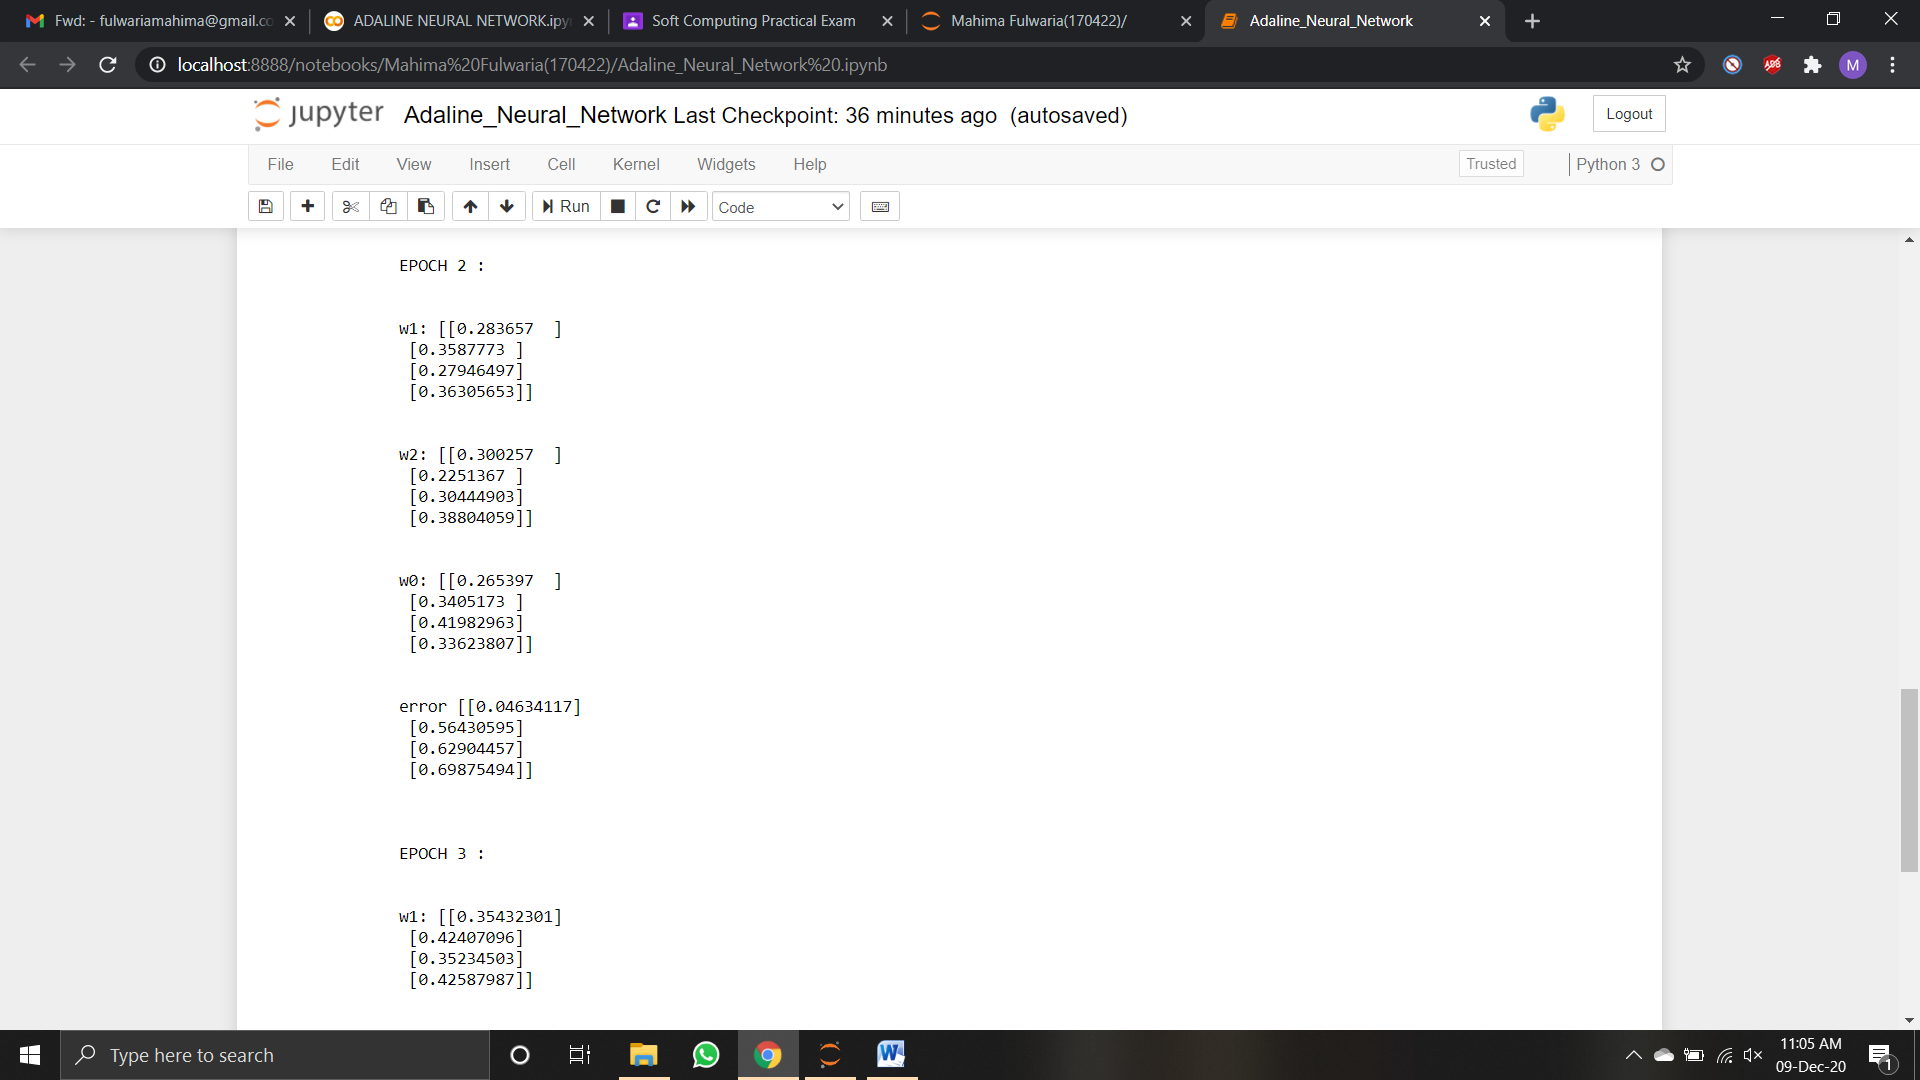 Fwd: - fulwariamahima@gmail.co
ADALINE NEURAL NETWORK.ipy
Soft Computing Practical Exam
Mahima Fulwaria(170422)/
Adaline_Neural_Network
localhost:8888/notebooks/Mahima%20Fulwaria(170422)/Adaline_Neural_Network%20.ipynb
ABP
M
jupyter Adaline_Neural_Network Last Checkpoint: 36 minutes ago (autosaved)
Logout
File Edit View Insert Cell Kernel Widgets Help
Trusted
Python 3
Run
Code
EPOCH 2 :
w1: [[0.283657  ]
 [0.3587773 ]
 [0.27946497]
 [0.36305653]]
w2: [[0.300257  ]
 [0.2251367 ]
 [0.30444903]
 [0.38804059]]
w0: [[0.265397  ]
 [0.3405173 ]
 [0.41982963]
 [0.33623807]]
error [[0.04634117]
 [0.56430595]
 [0.62904457]
 [0.69875494]]
EPOCH 3 :
w1: [[0.35432301]
 [0.42407096]
 [0.35234503]
 [0.42587987]]
Type here to search
W
11:05 AM
09-Dec-20
1